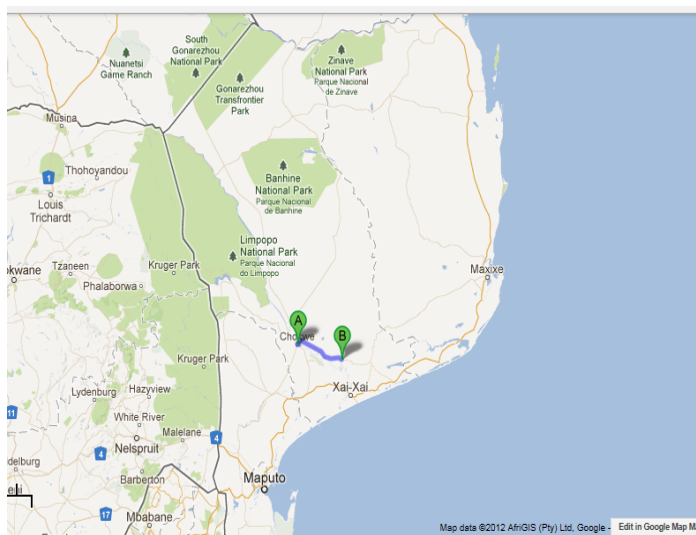 South
Gonarezhou
National Park
Nuanetsi
Game Ranch
Zinave
National Park
Parque Nacional
de Zinave
Gonarezhou
Transfrontier
Park
Musina
1
Thohoyandou
Louis
Trichardt
Banhine
National Park
Parque Nacional
de Banhine
Limpopo
National Park
Parque Nacional
do Limpopo
okwane
Tzaneen
Kruger Park
Phalaborwa
Maxixe
A
B
Kruger Park
Xai-Xai
Lydenburg
Hazyview
11
White River
Malelane
4
4
Nelspruit
delburg
Barberton
Maputo
17
Mbabane
Map data ©2012 AfriGIS (Pty) Ltd, Google -
Edit in Google Map M